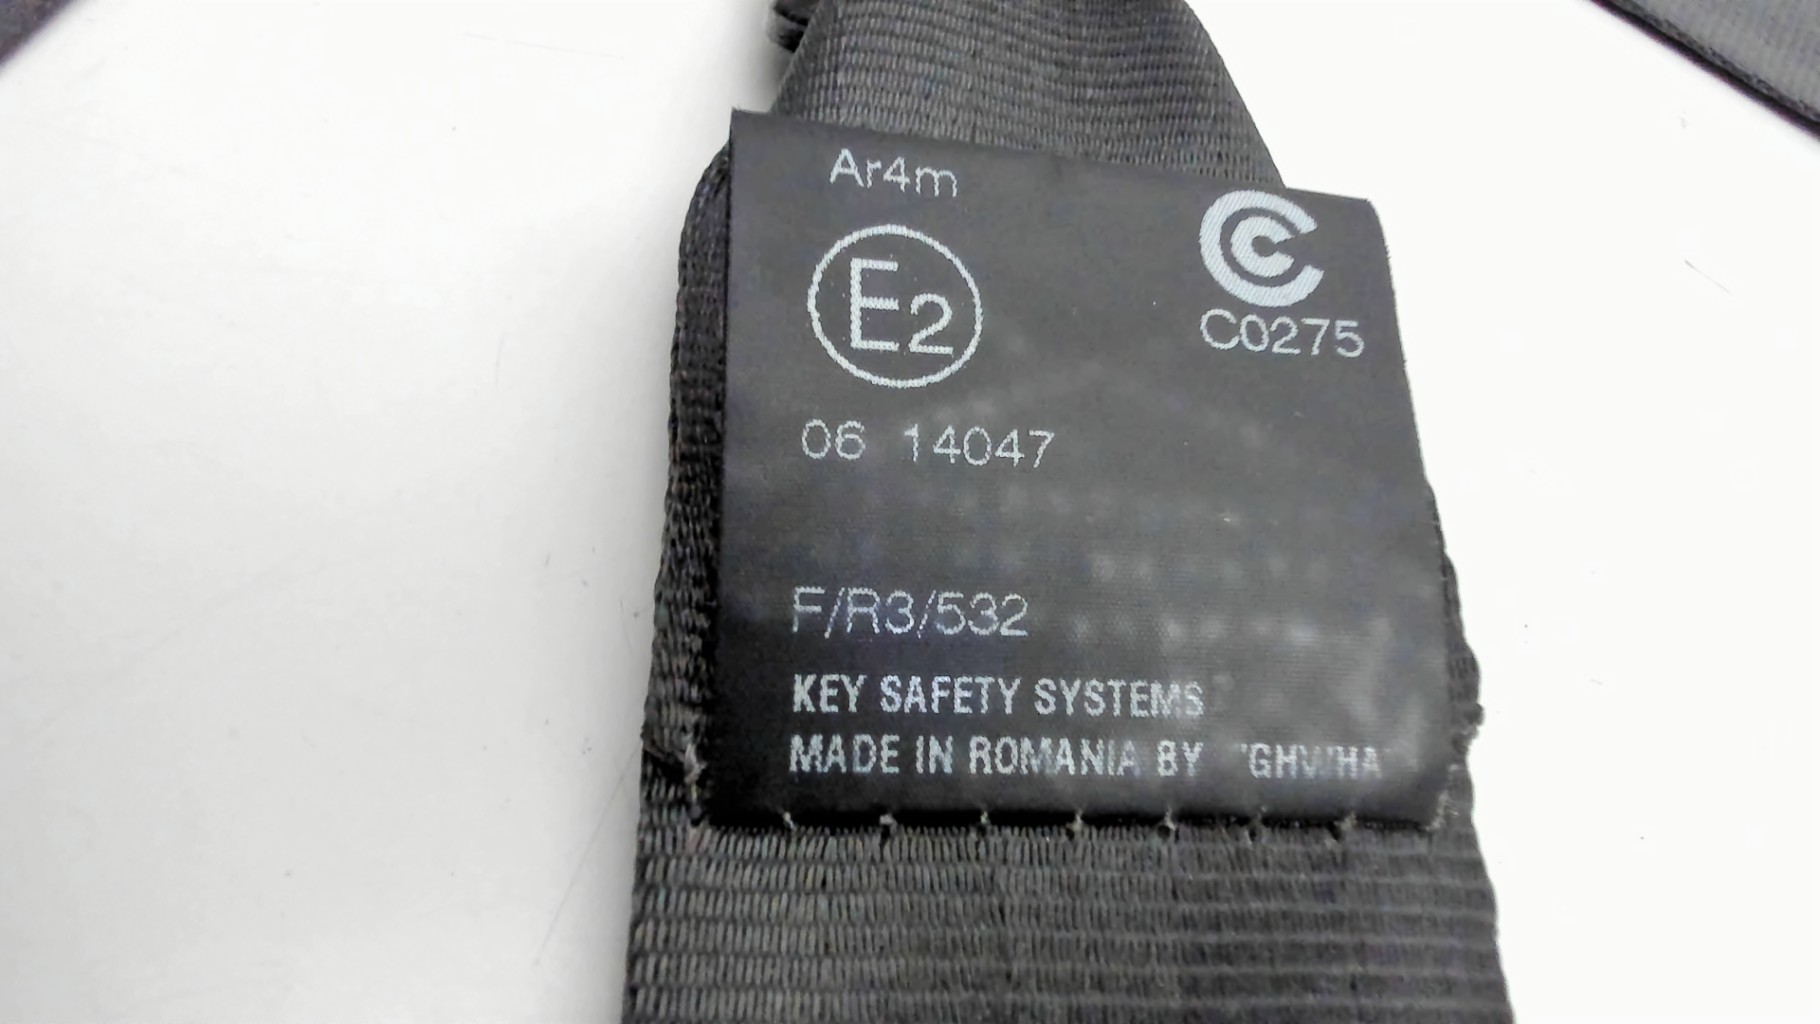 Ar4m
E2
C
C0275
06 14047
F/R3/532
KEY SAFETY SYSTEMS
MADE IN ROMANIA BY